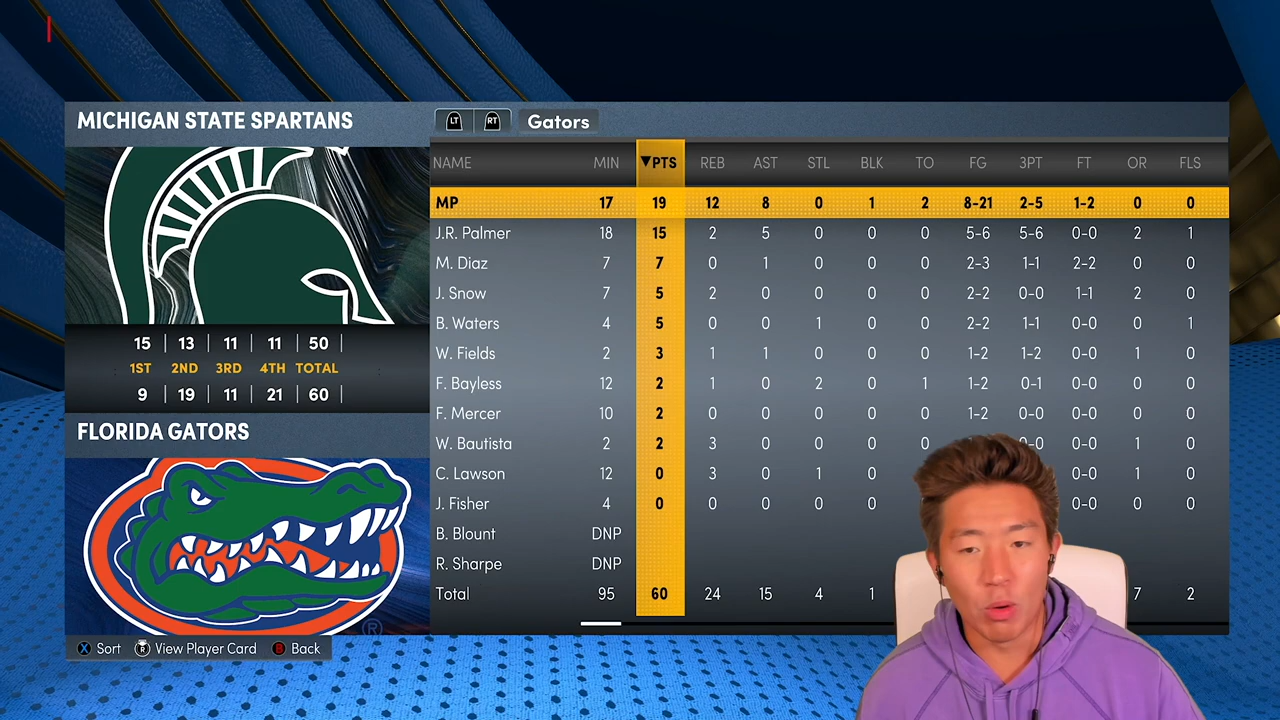 MICHIGAN STATE SPARTANS
LT RT Gators
NAME MIN ▼PTS REB AST STL BLK TO FG 3PT FT OR FLS
MP 17 19 12 8 0 1 2 8-21 2-5 1-2 0 0
J.R. Palmer 18 15 2 5 0 0 0 5-6 5-6 0-0 2 1
M. Diaz 7 7 0 1 0 0 0 2-3 1-1 2-2 0 0
J. Snow 7 5 2 0 0 0 0 2-2 0-0 1-1 2 0
B. Waters 4 5 0 0 1 0 0 2-2 1-1 0-0 0 1
W. Fields 2 3 1 1 0 0 0 1-2 1-2 0-0 1 0
F. Bayless 12 2 1 0 2 0 1 1-2 0-1 0-0 0 0
F. Mercer 10 2 0 0 0 0 0 1-2 0-0 0-0 0 0
W. Bautista 2 2 3 0 0 0 0 0-0 1 0
C. Lawson 12 0 3 0 1 0 0-0 1 0
J. Fisher 4 0 0 0 0 0 0-0 0 0
B. Blount DNP
R. Sharpe DNP
Total 95 60 24 15 4 1 7 2
15 | 13 | 11 | 11 | 50 |
1ST 2ND 3RD 4TH TOTAL
9 | 19 | 11 | 21 | 60 |
FLORIDA GATORS
®
X Sort R View Player Card B Back